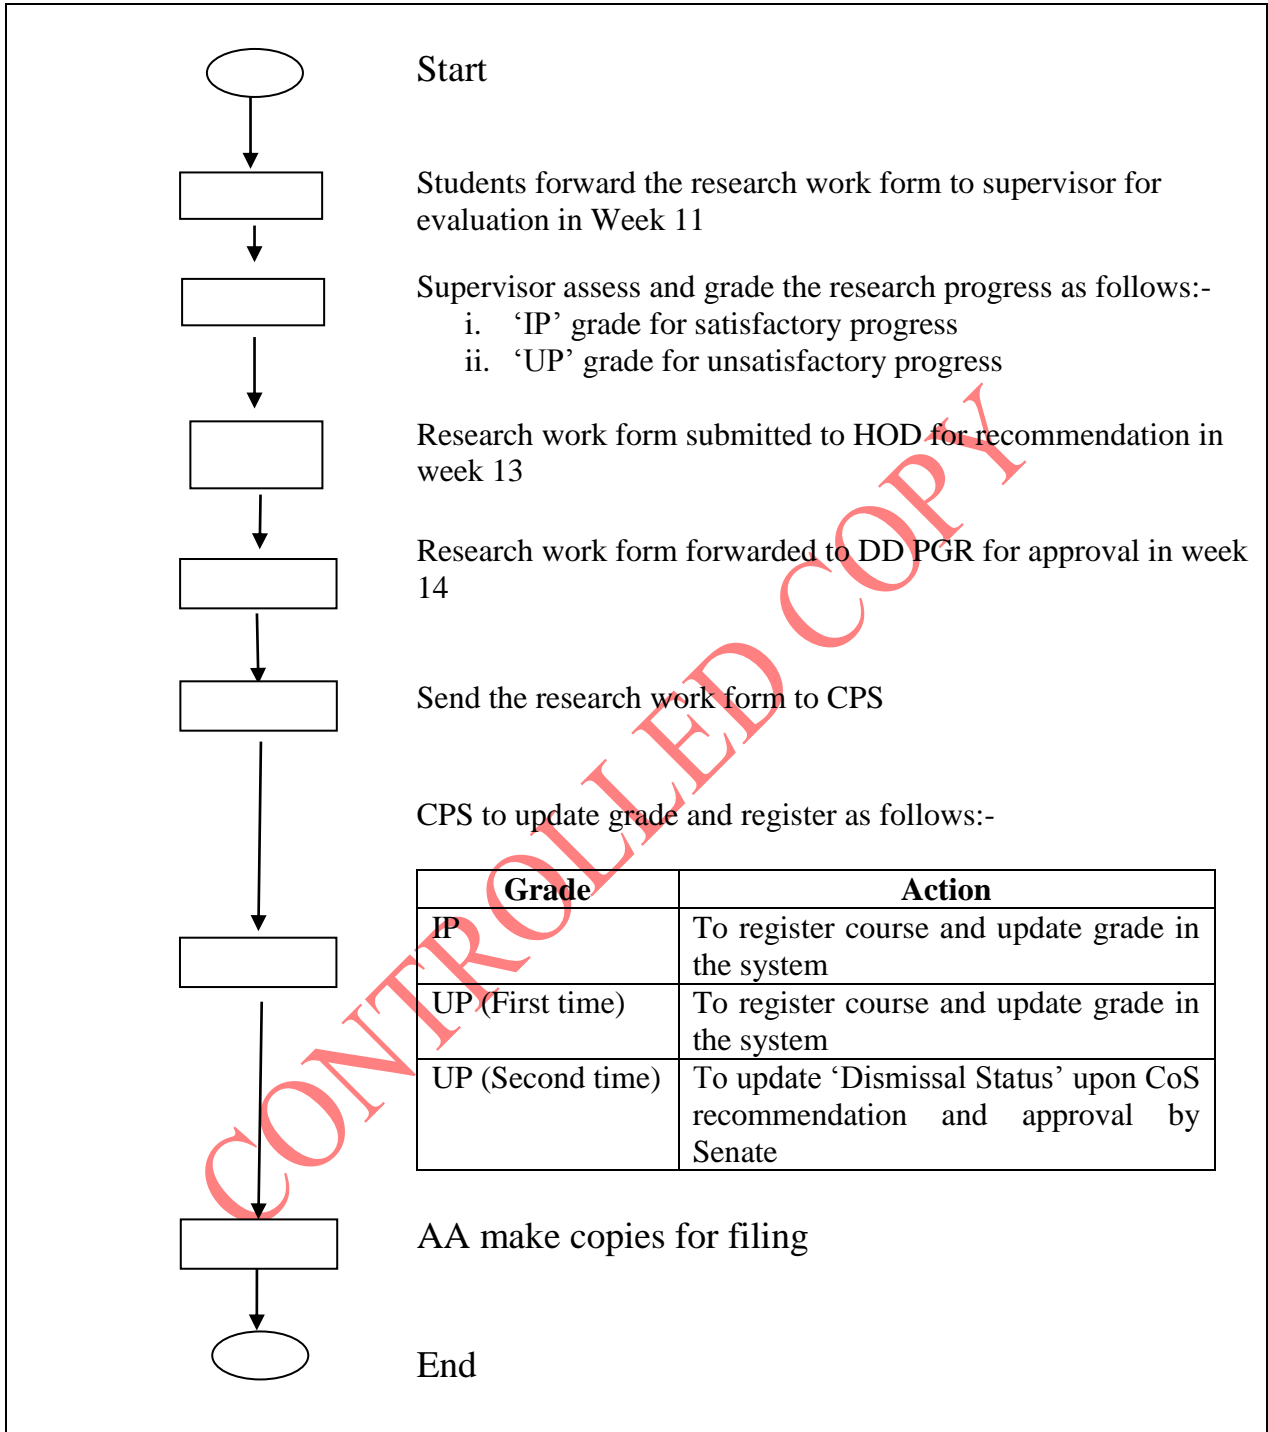 Start
Students forward the research work form to supervisor for
evaluation in Week 11
Supervisor assess and grade the research progress as follows:-
i. ‘IP’ grade for satisfactory progress
ii. ‘UP’ grade for unsatisfactory progress
Research work form submitted to HOD for recommendation in
week 13
Research work form forwarded to DD PGR for approval in week
14
Send the research work form to CPS
CPS to update grade and register as follows:-
Grade Action
IP To register course and update grade in
the system
UP (First time) To register course and update grade in
the system
UP (Second time) To update ‘Dismissal Status’ upon CoS
recommendation and approval by
Senate
AA make copies for filing
End
CONTROLLED COPY